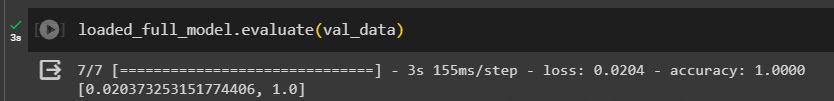 loaded_full_model.evaluate(val_data)
3s
7/7 [==============================] - 3s 155ms/step - loss: 0.0204 - accuracy: 1.0000
[0.020373253151774406, 1.0]